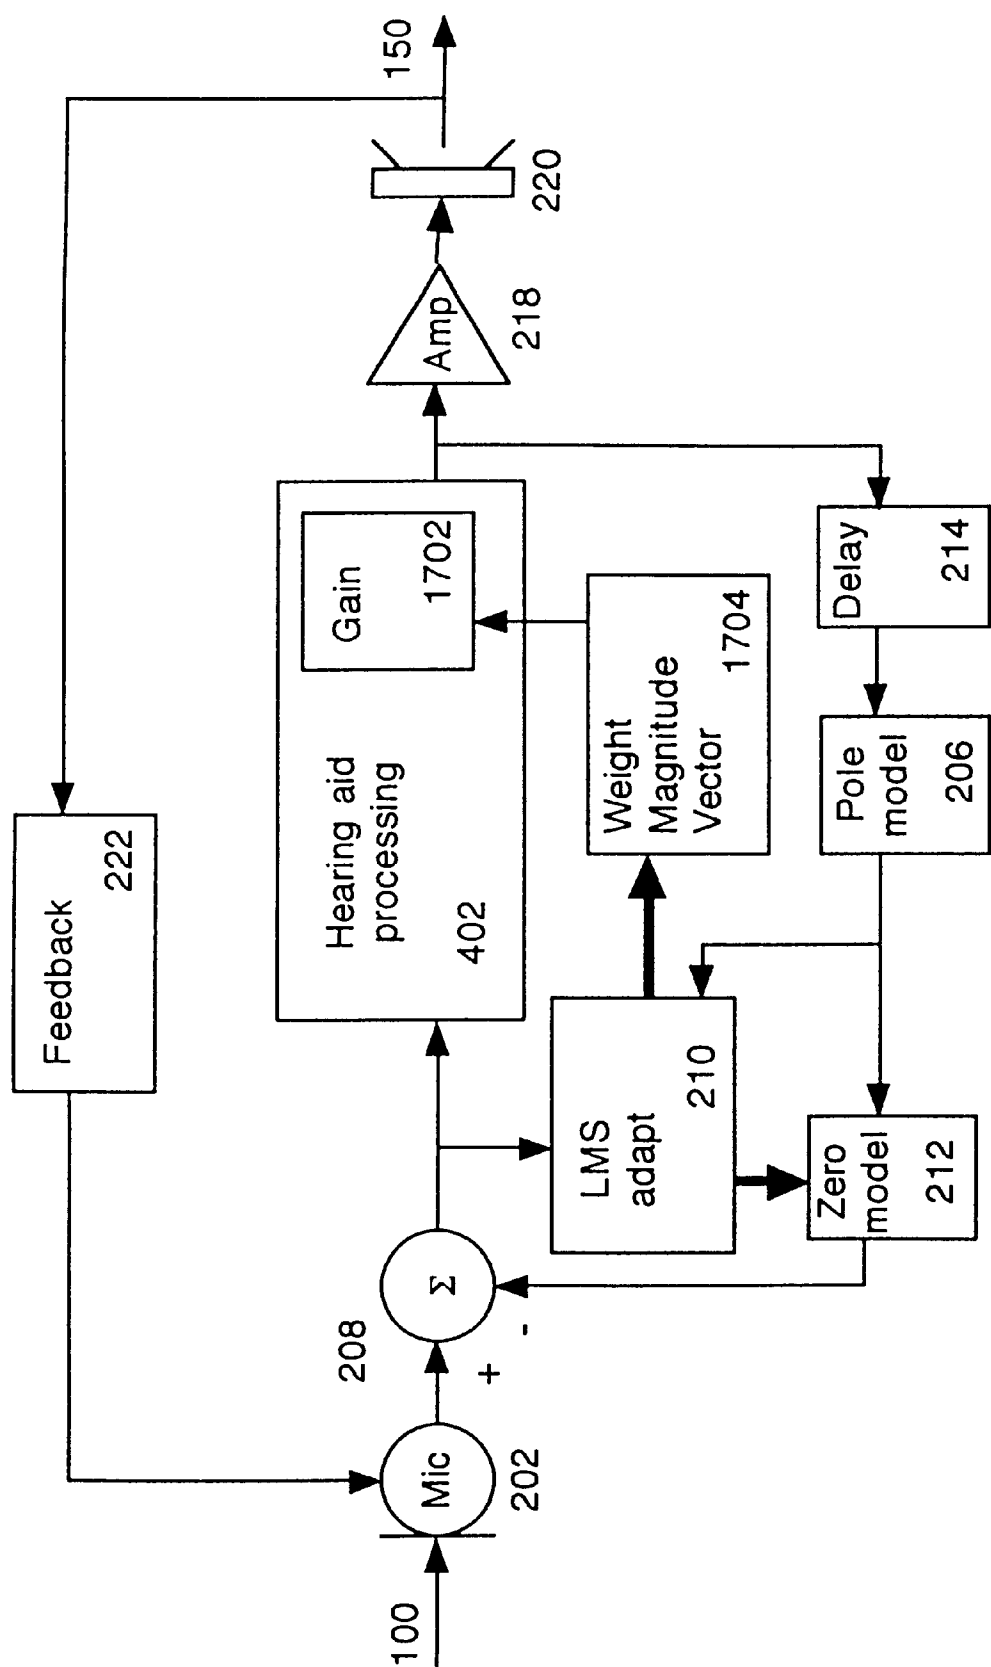 Feedback
222
150
Hearing aid
processing
402
Gain
1702
Amp
218
220
100
Mic
202
208
Σ
+
-
LMS
adapt
210
Weight
Magnitude
Vector
1704
Zero
model
212
Pole
model
206
Delay
214